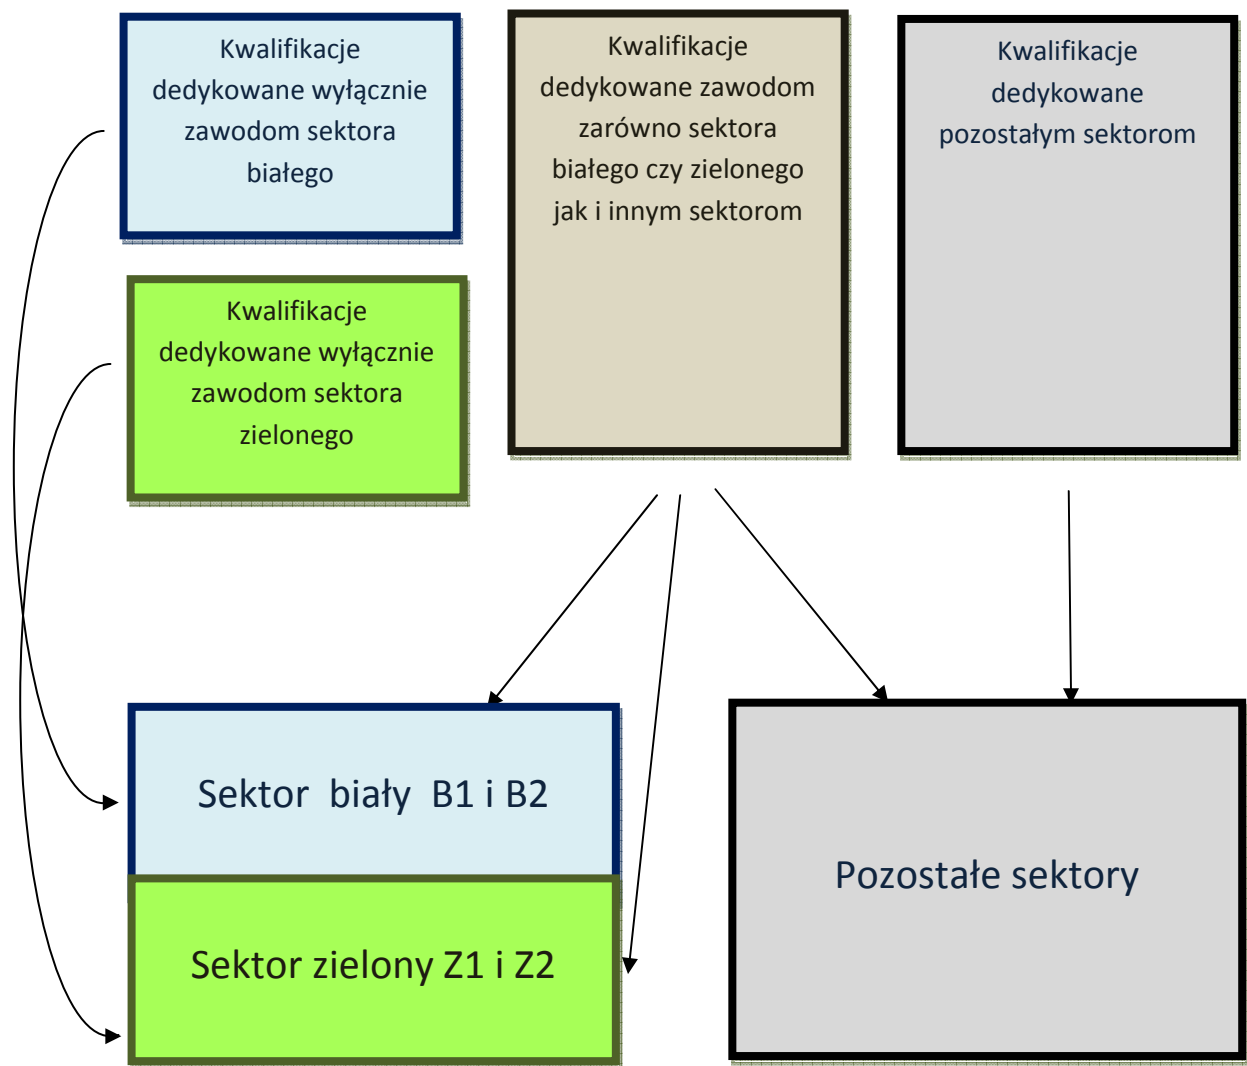 Kwalifikacje
dedykowane wyłącznie
zawodom sektora
białego
Kwalifikacje
dedykowane wyłącznie
zawodom sektora
zielonego
Kwalifikacje
dedykowane zawodom
zarówno sektora
białego czy zielonego
jak i innym sektorom
Kwalifikacje
dedykowane
pozostałym sektorom
Sektor biały B1 i B2
Sektor zielony Z1 i Z2
Pozostałe sektory